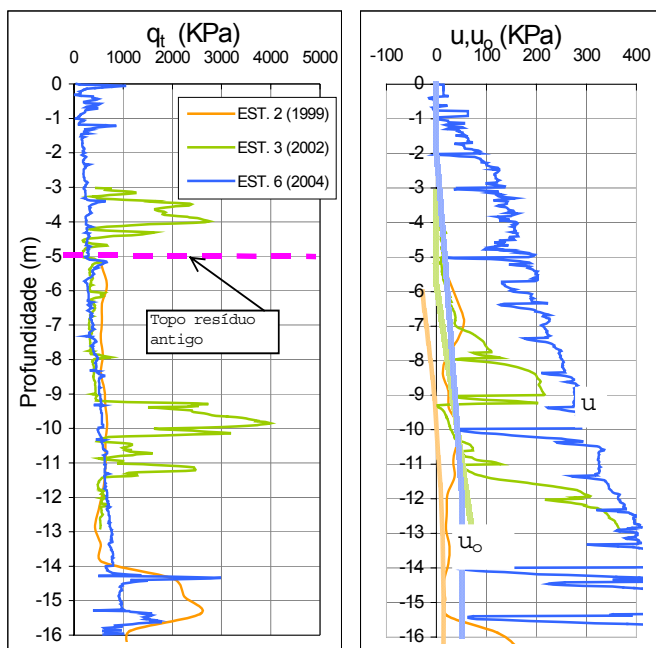 qt (KPa)
0 1000 2000 3000 4000 5000
0
-1
-2
-3
-4
-5
-6
-7
-8
-9
-10
-11
-12
-13
-14
-15
-16
Profundidade (m)
EST. 2 (1999)
EST. 3 (2002)
EST. 6 (2004)
Topo resíduo
antigo
u,uo (KPa)
-100 0 100 200 300 400
0
-1
-2
-3
-4
-5
-6
-7
-8
-9
-10
-11
-12
-13
-14
-15
-16
u
uo